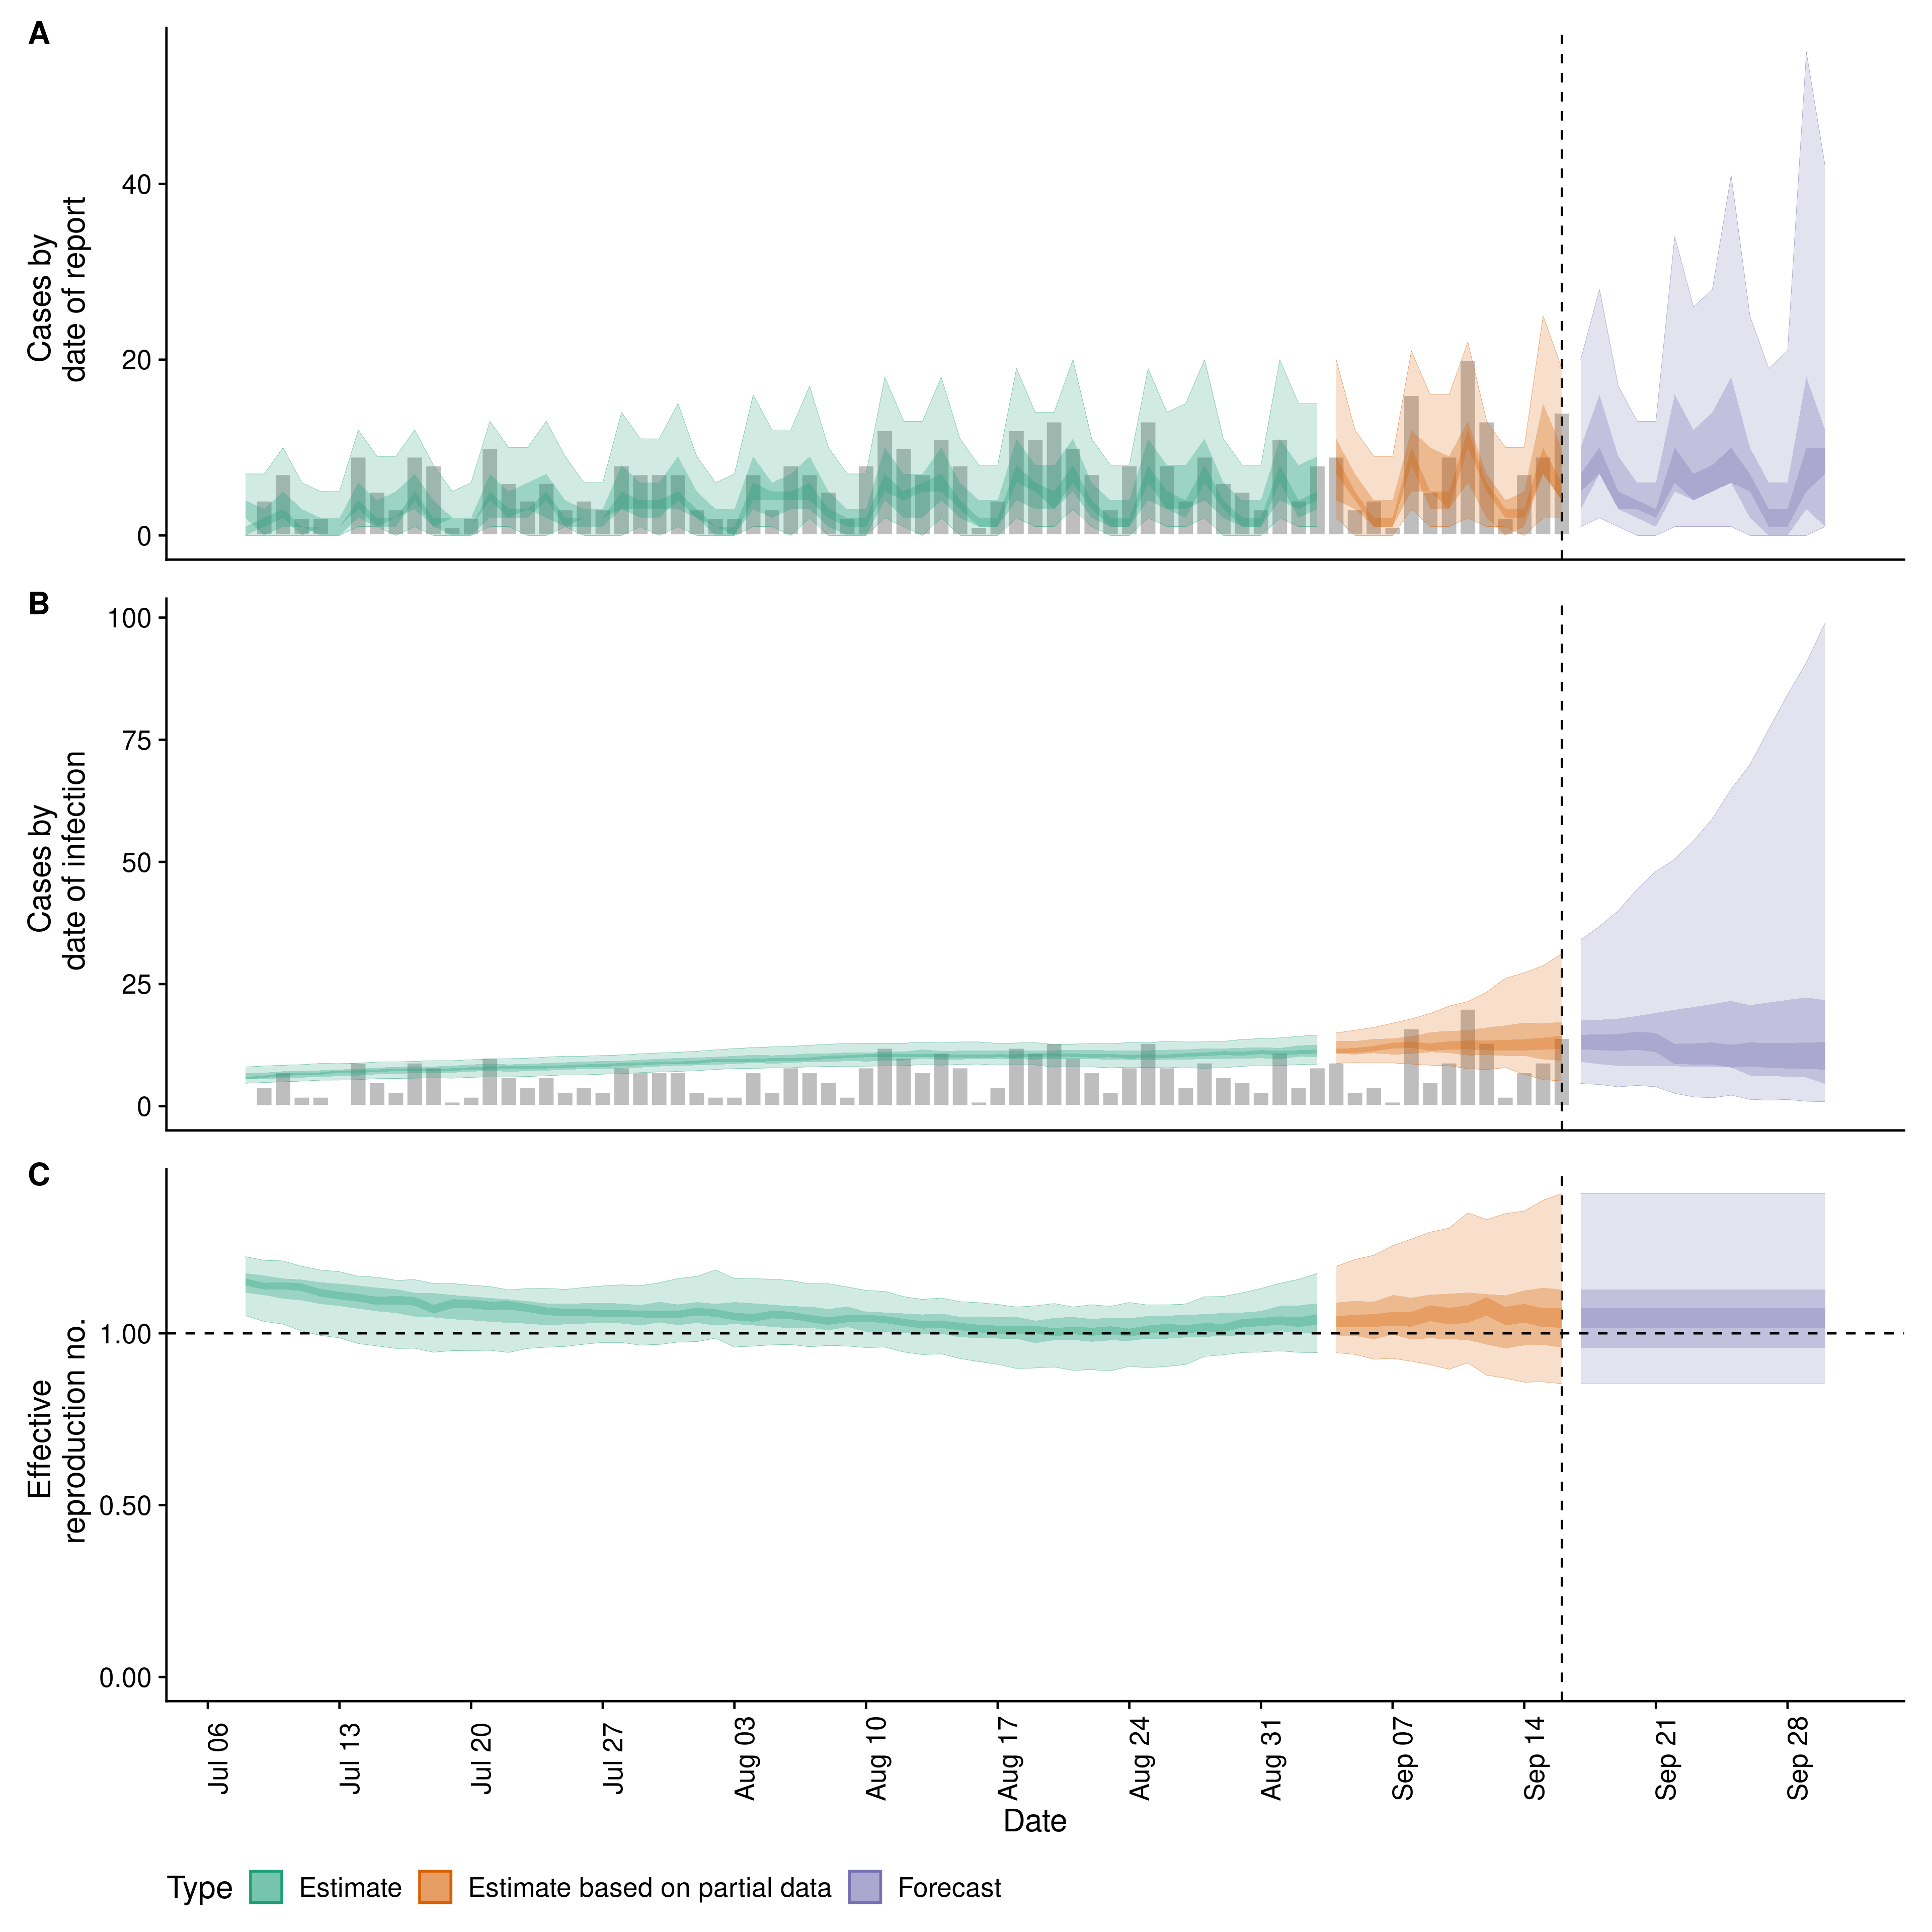 A
Cases by
date of report
40
20
0
B
Cases by
date of infection
100
75
50
25
0
C
Effective
reproduction no.
1.00
0.50
0.00
Jul 06
Jul 13
Jul 20
Jul 27
Aug 03
Aug 10
Aug 17
Aug 24
Aug 31
Sep 07
Sep 14
Sep 21
Sep 28
Date
Type Estimate Estimate based on partial data Forecast